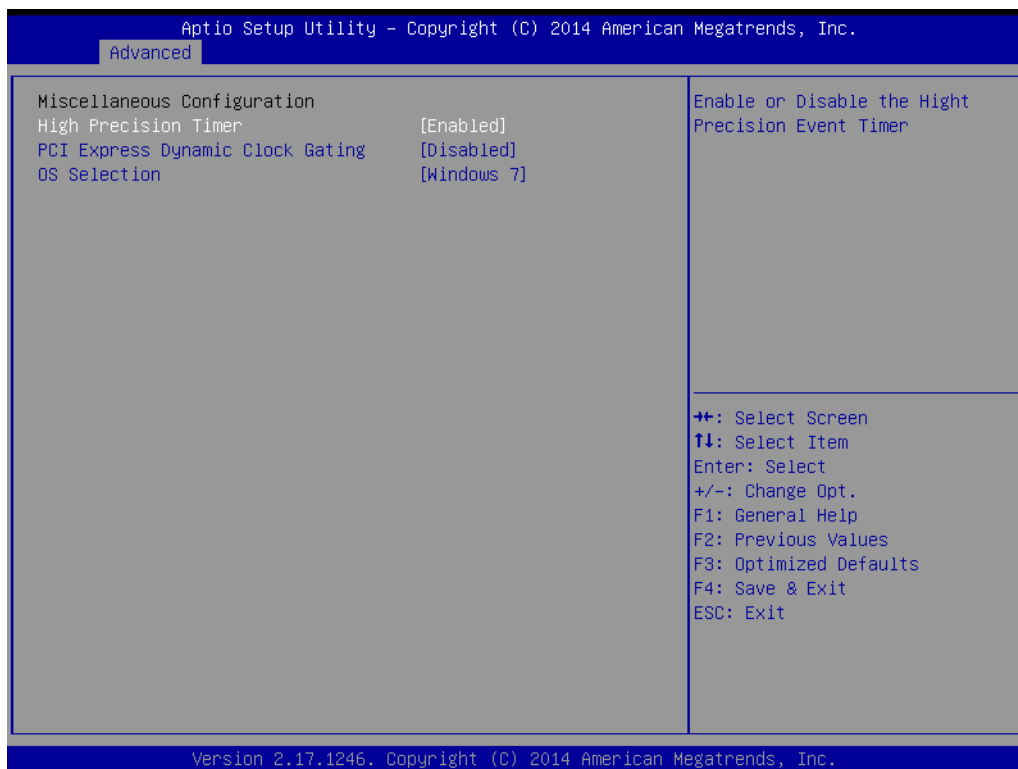 Aptio Setup Utility – Copyright (C) 2014 American Megatrends, Inc.
Advanced
Miscellaneous Configuration
High Precision Timer [Enabled]
PCI Express Dynamic Clock Gating [Disabled]
OS Selection [Windows 7]
Enable or Disable the Hight
Precision Event Timer
→←: Select Screen
↑↓: Select Item
Enter: Select
+/-: Change Opt.
F1: General Help
F2: Previous Values
F3: Optimized Defaults
F4: Save & Exit
ESC: Exit
Version 2.17.1246. Copyright (C) 2014 American Megatrends, Inc.